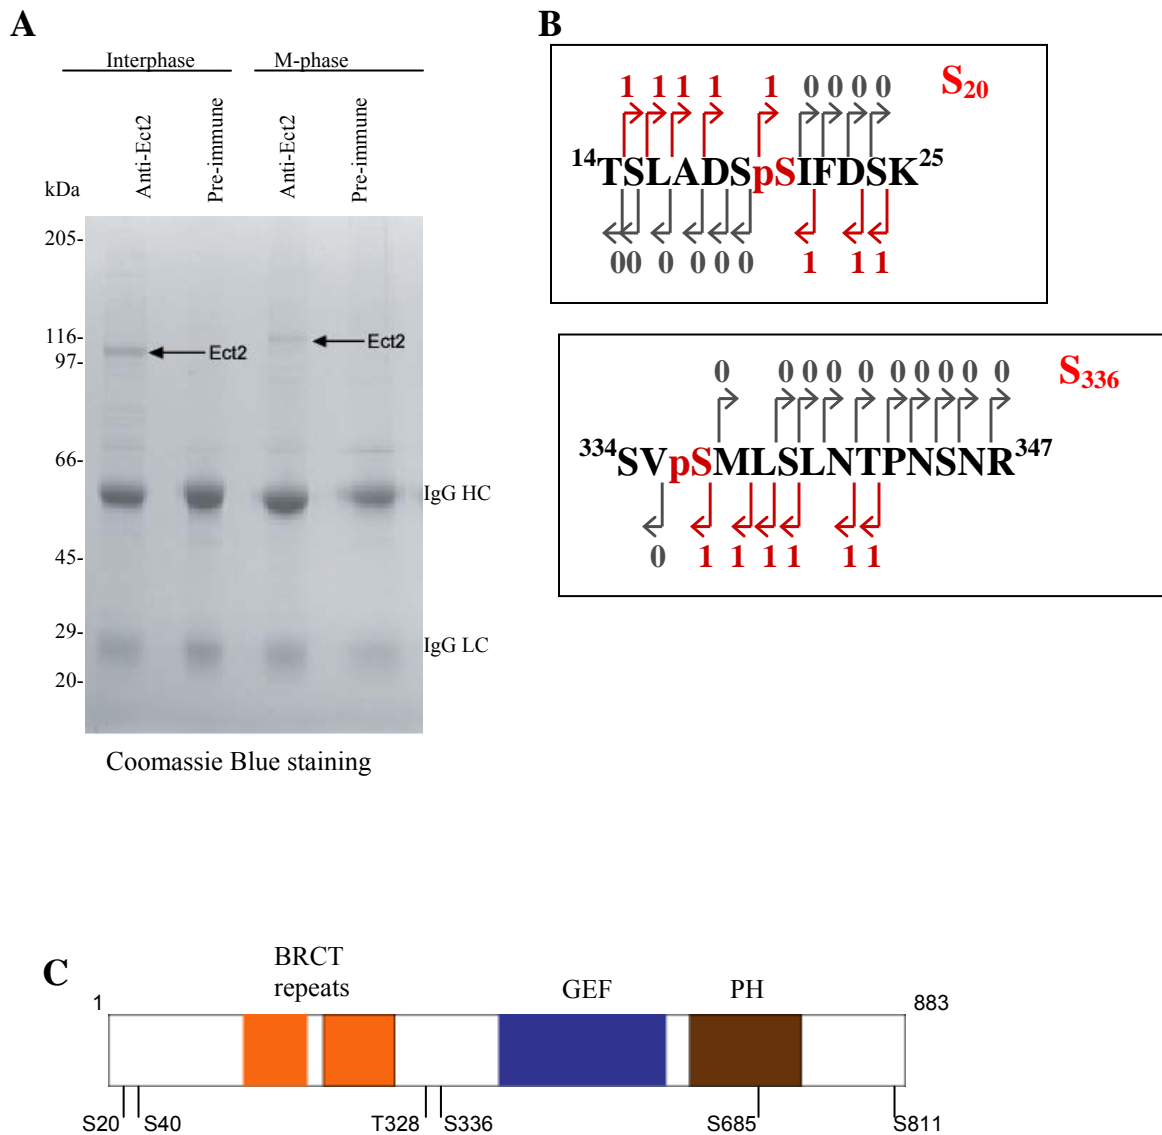 A
Interphase M-phase
Anti-Ect2 Pre-immune Anti-Ect2 Pre-immune
kDa
205-
116-
97-
66-
45-
29-
20-
Ect2
Ect2
IgG HC
IgG LC
Coomassie Blue staining
B
S20
1 1 1 1 1 0 0 0 0
14TSLADSpSIFDSK25
0 0 0 0 0 0 1 1 1
S336
0 0 0 0 0 0 0 0 0
334SVpSMLSLNTPNSNR347
0 1 1 1 1 1 1
C
BRCT
repeats
GEF
PH
1
883
S20 S40 T328 S336 S685 S811